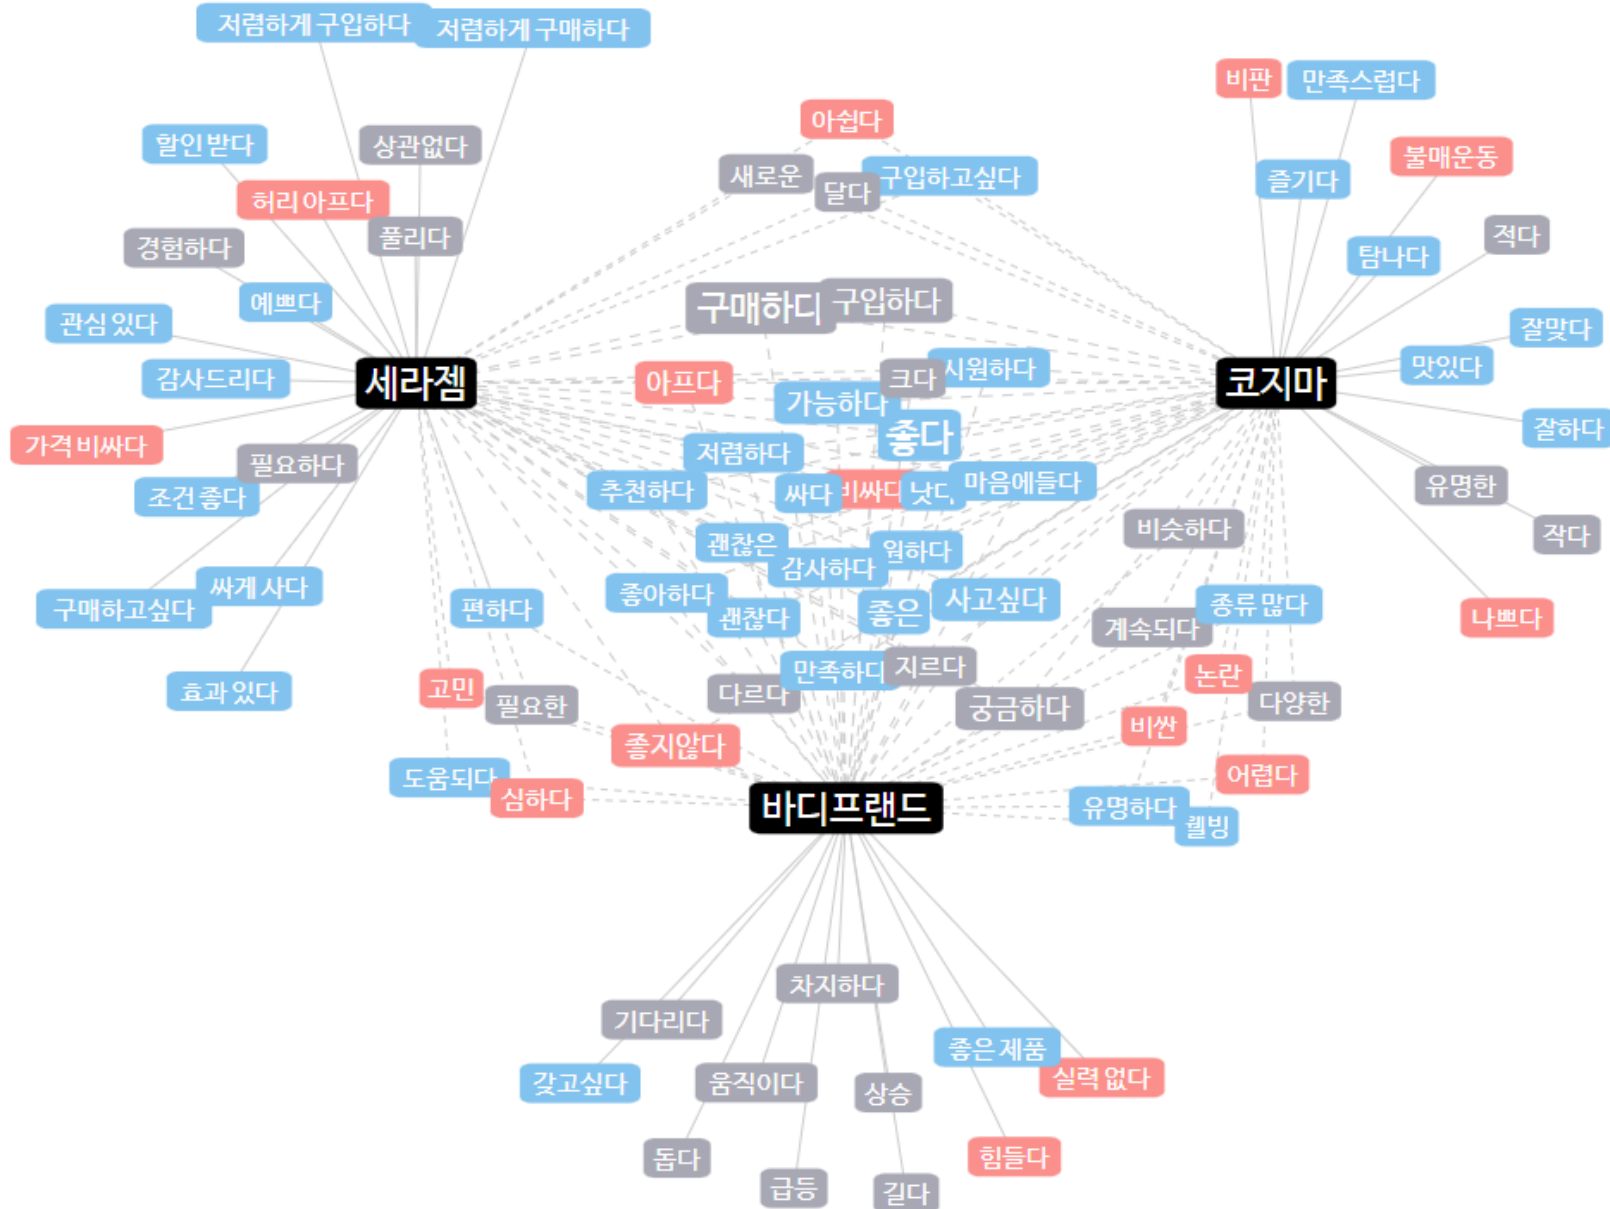 저렴하게 구입하다
저렴하게 구매하다
비판
만족스럽다
아쉽다
할인 받다
상관없다
불매운동
새로운
달다
구입하고싶다
즐기다
허리 아프다
풀리다
적다
경험하다
탐나다
예쁘다
구매하다
구입하다
관심 있다
잘맞다
감사드리다
세라젬
아프다
크다
시원하다
코지마
맛있다
가능하다
좋다
잘하다
가격 비싸다
필요하다
저렴하다
조건 좋다
추천하다
싸다
비싸다
낫다
마음에들다
유명한
비슷하다
작다
괜찮은
원하다
감사하다
구매하고싶다
싸게 사다
편하다
좋아하다
괜찮다
좋은
사고싶다
계속되다
종류 많다
나쁘다
효과 있다
고민
필요한
다르다
만족하다
지르다
궁금하다
논란
다양한
좋지않다
비싼
도움되다
심하다
어렵다
바디프랜드
유명하다
웰빙
차지하다
기다리다
좋은 제품
갖고싶다
움직이다
상승
실력 없다
돕다
힘들다
급등
길다